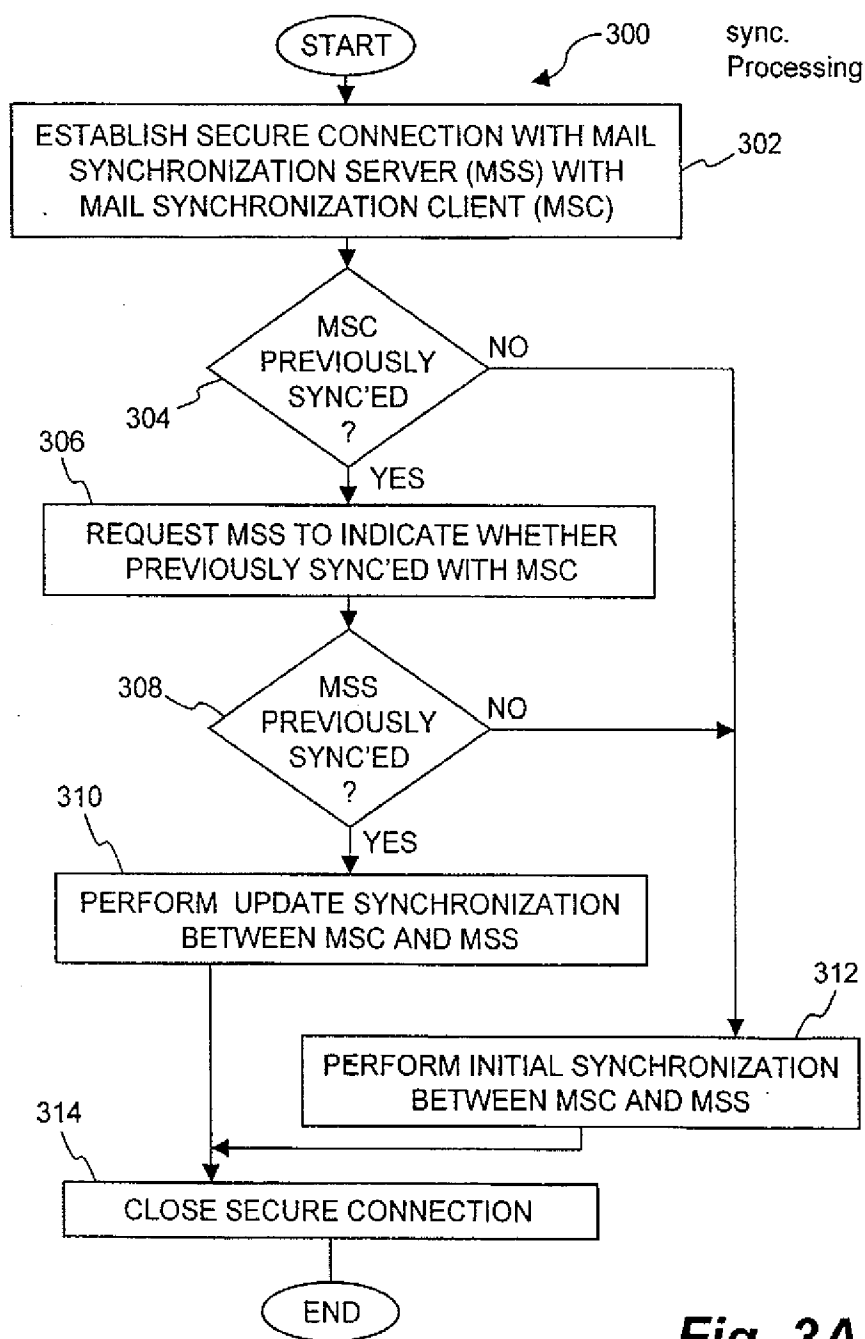 START
300
sync.
Processing
ESTABLISH SECURE CONNECTION WITH MAIL
SYNCHRONIZATION SERVER (MSS) WITH
MAIL SYNCHRONIZATION CLIENT (MSC)
302
MSC
PREVIOUSLY
SYNC'ED
?
NO
304
YES
306
REQUEST MSS TO INDICATE WHETHER
PREVIOUSLY SYNC'ED WITH MSC
308
MSS
PREVIOUSLY
SYNC'ED
?
NO
YES
310
PERFORM UPDATE SYNCHRONIZATION
BETWEEN MSC AND MSS
312
PERFORM INITIAL SYNCHRONIZATION
BETWEEN MSC AND MSS
314
CLOSE SECURE CONNECTION
END
Fig. 3A